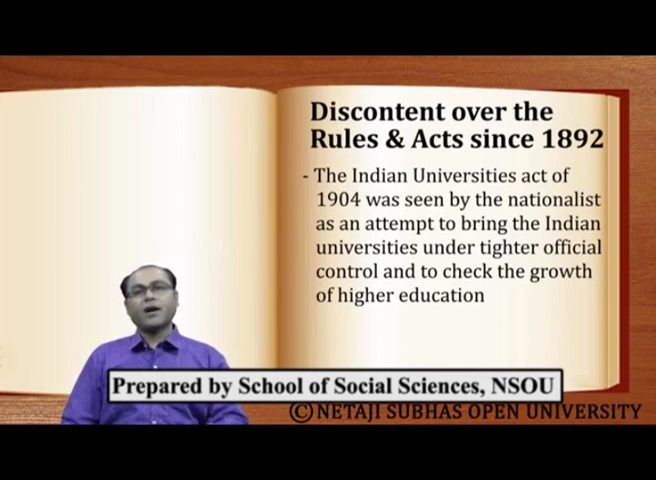 Discontent over the
Rules & Acts since 1892
- The Indian Universities act of
1904 was seen by the nationalist
as an attempt to bring the Indian
universities under tighter official
control and to check the growth
of higher education
Prepared by School of Social Sciences, NSOU
©NETAJI SUBHAS OPEN UNIVERSITY